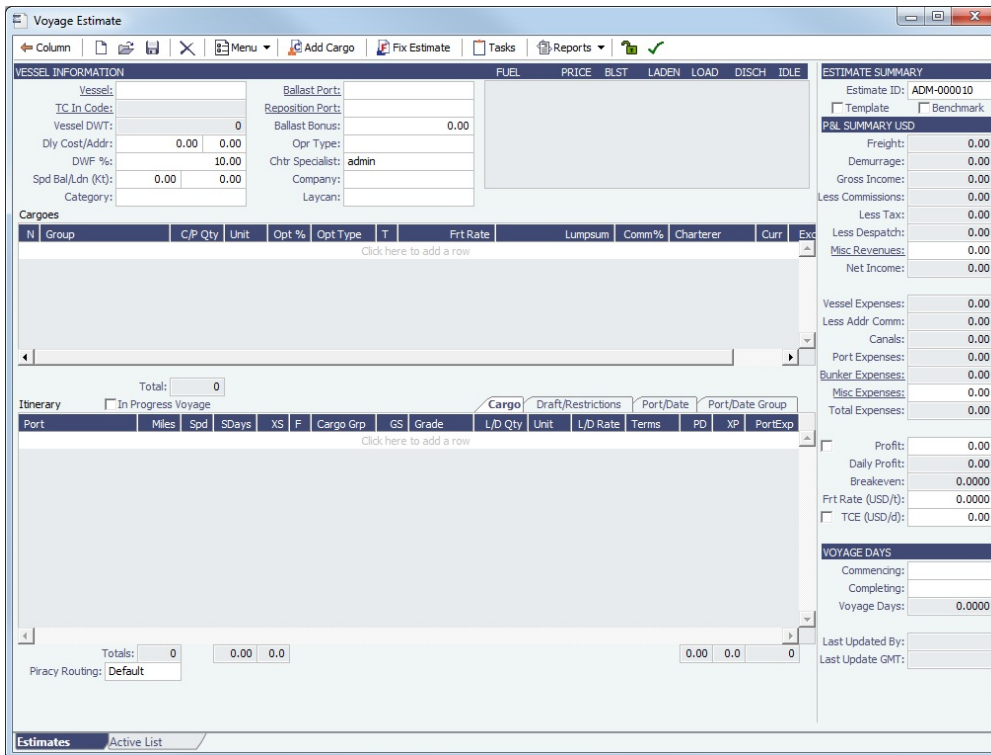 Voyage Estimate
Column Menu Add Cargo Fix Estimate Tasks Reports
VESSEL INFORMATION FUEL PRICE BLST LADEN LOAD DISCH IDLE
Vessel: Ballast Port:
TC In Code: Reposition Port:
Vessel DWT: 0 Ballast Bonus: 0.00
Dly Cost/Addr: 0.00 0.00 Opr Type:
DWF %: 10.00 Chtr Specialist: admin
Spd Bal/Ldn (Kt): 0.00 0.00 Company:
Category: Laycan:
Cargoes
N Group C/P Qty Unit Opt % Opt Type T Frt Rate Lumpsum Comm% Charterer Curr Exc
Click here to add a row
Total: 0
Itinerary In Progress Voyage Cargo Draft/Restrictions Port/Date Port/Date Group
Port Miles Spd SDays XS F Cargo Grp GS Grade L/D Qty Unit L/D Rate Terms PD XP PortExp
Click here to add a row
Totals: 0 0.00 0.0 0.00 0.0 0
Piracy Routing: Default
Estimates Active List
ESTIMATE SUMMARY
Estimate ID: ADM-000010
Template Benchmark
P&L SUMMARY USD
Freight: 0.00
Demurrage: 0.00
Gross Income: 0.00
Less Commissions: 0.00
Less Tax: 0.00
Less Despatch: 0.00
Misc Revenues: 0.00
Net Income: 0.00
Vessel Expenses: 0.00
Less Addr Comm: 0.00
Canals: 0.00
Port Expenses: 0.00
Bunker Expenses: 0.00
Misc Expenses: 0.00
Total Expenses: 0.00
Profit: 0.00
Daily Profit: 0.00
Breakeven: 0.0000
Frt Rate (USD/t): 0.0000
TCE (USD/d): 0.00
VOYAGE DAYS
Commencing:
Completing:
Voyage Days: 0.0000
Last Updated By:
Last Update GMT: